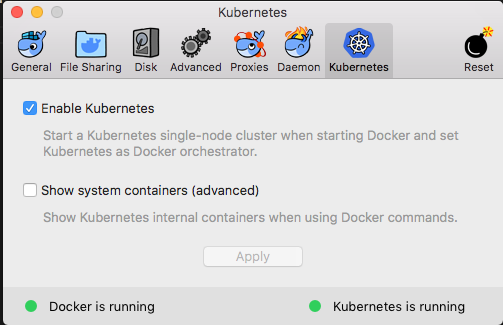 Kubernetes
General File Sharing Disk Advanced Proxies Daemon Kubernetes Reset
Enable Kubernetes
Start a Kubernetes single-node cluster when starting Docker and set
Kubernetes as Docker orchestrator.
Show system containers (advanced)
Show Kubernetes internal containers when using Docker commands.
Apply
Docker is running Kubernetes is running